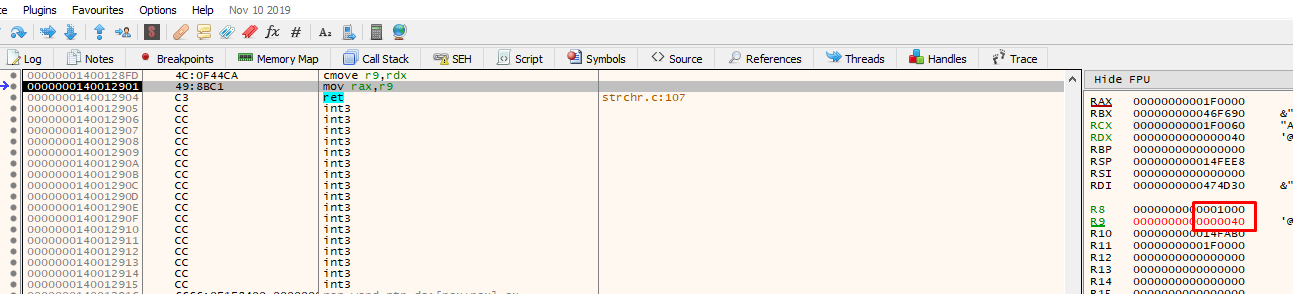 te Plugins Favourites Options Help Nov 10 2019
fx # A₂
Log Notes Breakpoints Memory Map Call Stack SEH Script Symbols <> Source References Threads Handles Trace
00000001400128FD 4C:0F44CA cmove r9,rdx
0000000140012901 49:8BC1 mov rax,r9
0000000140012904 C3 ret strchr.c:107
0000000140012905 CC int3
0000000140012906 CC int3
0000000140012907 CC int3
0000000140012908 CC int3
0000000140012909 CC int3
000000014001290A CC int3
000000014001290B CC int3
000000014001290C CC int3
000000014001290D CC int3
000000014001290E CC int3
000000014001290F CC int3
0000000140012910 CC int3
0000000140012911 CC int3
0000000140012912 CC int3
0000000140012913 CC int3
0000000140012914 CC int3
0000000140012915 CC int3
Hide FPU
RAX 00000000001F0000
RBX 000000000046F690 &"
RCX 00000000001F0060 "A
RDX 0000000000000040 '@
RBP 0000000000000000
RSP 000000000014FEE8
RSI 0000000000000000
RDI 0000000000474D30 &"
R8 0000000000001000
R9 0000000000000040 '@
R10 000000000014FAB0
R11 00000000001F0000
R12 0000000000000000
R13 0000000000000000
R14 0000000000000000